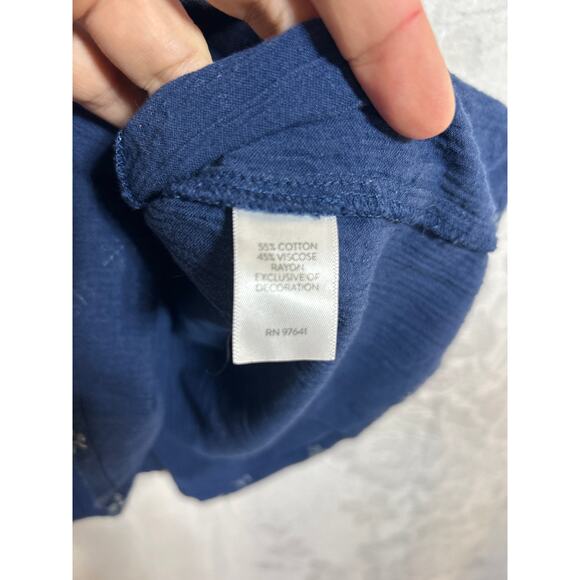 55% COTTON
45% VISCOSE
RAYON
EXCLUSIVE OF
DECORATION
RN 97641